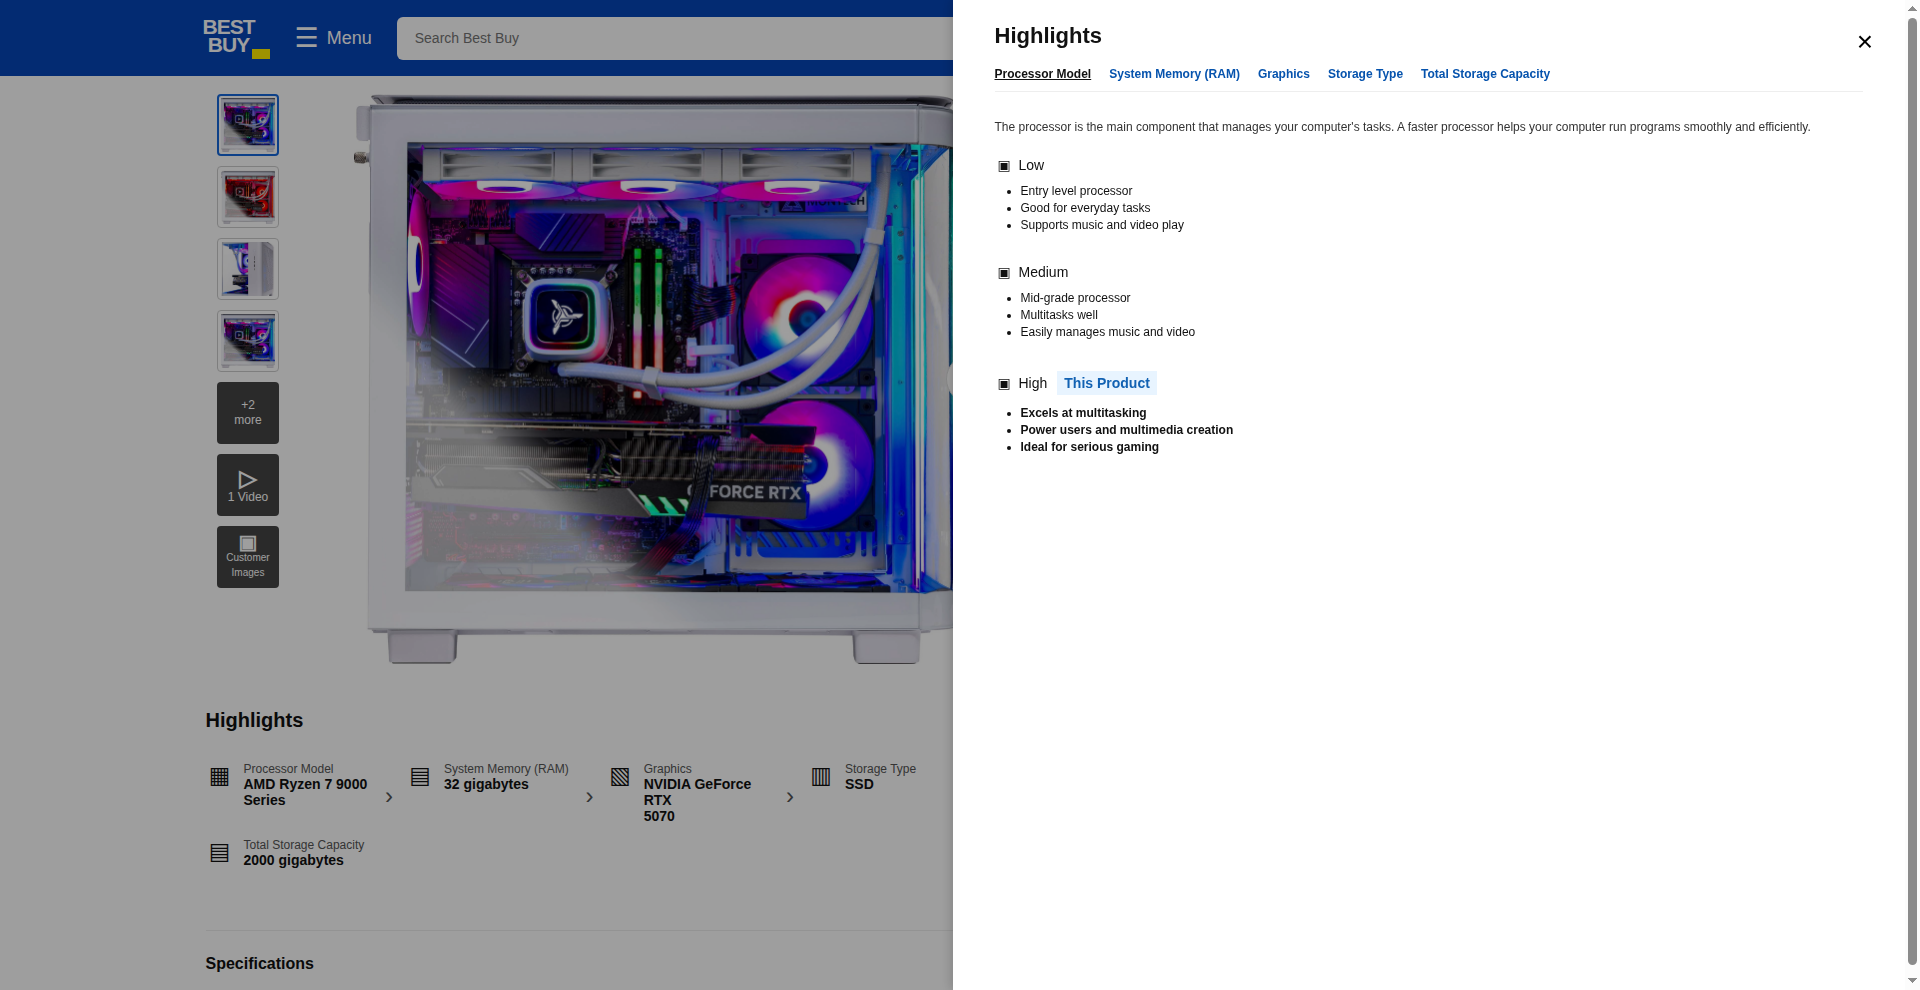 BEST
BUY
Menu
Search Best Buy
+2
more
1 Video
Customer
Images
FORCE RTX
Highlights
Processor Model
AMD Ryzen 7 9000
Series
System Memory (RAM)
32 gigabytes
Graphics
NVIDIA GeForce
RTX
5070
Storage Type
SSD
Total Storage Capacity
2000 gigabytes
Specifications
Highlights
Processor Model System Memory (RAM) Graphics Storage Type Total Storage Capacity
The processor is the main component that manages your computer's tasks. A faster processor helps your computer run programs smoothly and efficiently.
Low
Entry level processor
Good for everyday tasks
Supports music and video play
Medium
Mid-grade processor
Multitasks well
Easily manages music and video
High This Product
Excels at multitasking
Power users and multimedia creation
Ideal for serious gaming